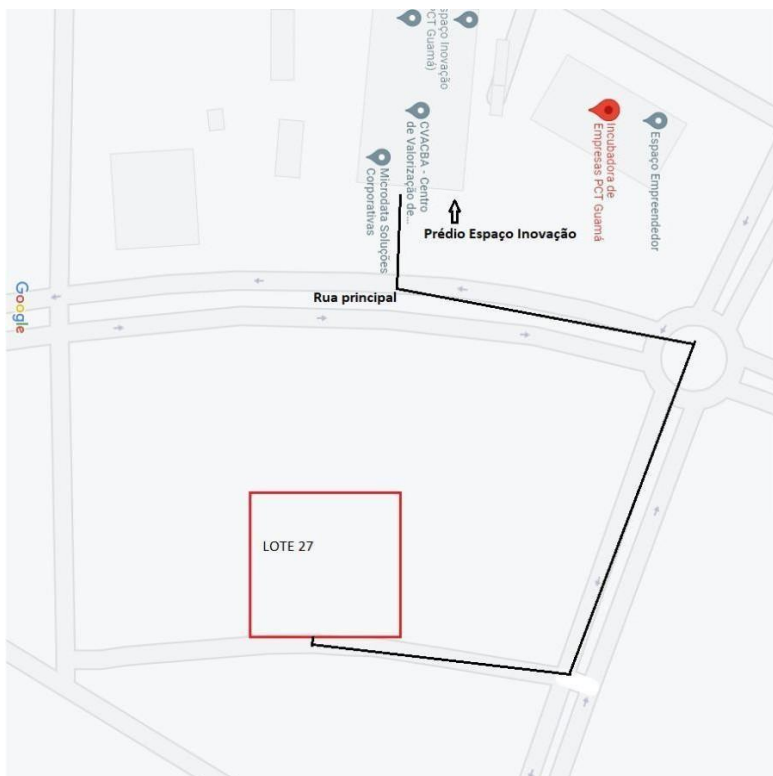 Espaço Inovação
PCT Guamá)
CVACBA - Centro
de Valorização de...
Microdata Soluções
Corporativas
Incubadora de
Empresas PCT Guamá
Espaço Empreendedor
Prédio Espaço Inovação
Rua principal
Google
LOTE 27